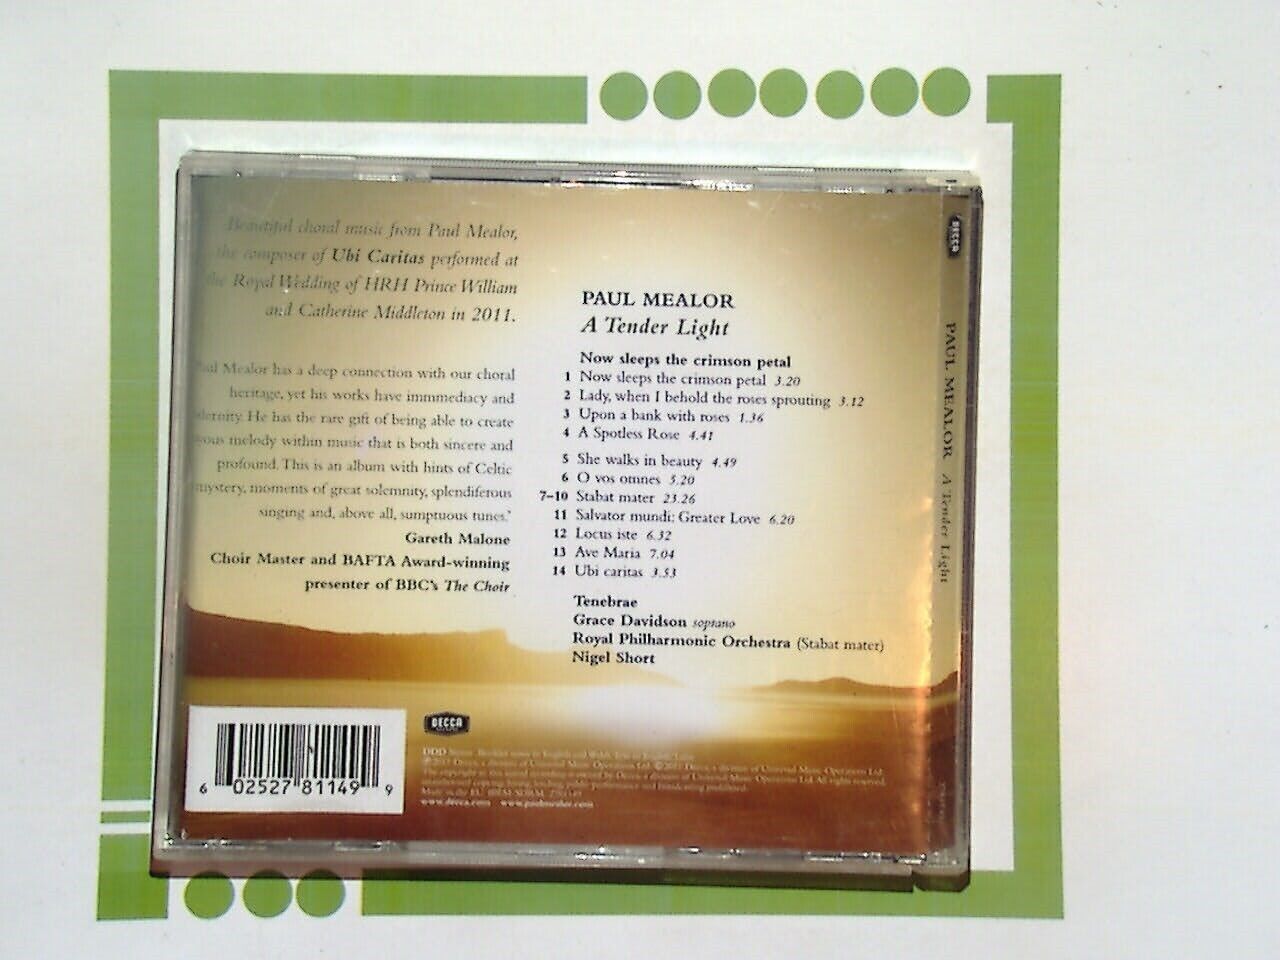 Beautiful choral music from Paul Mealor,
the composer of Ubi Caritas performed at
the Royal Wedding of HRH Prince William
and Catherine Middleton in 2011.
Paul Mealor has a deep connection with our choral
heritage, yet his works have immmediacy and
He has the rare gift of being able to create
melody within music that is both sincere and
profound. This is an album with hints of Celtic
mystery, moments of great solemnity, splendiferous
singing and, above all, sumptuous tunes.'
Gareth Malone
Choir Master and BAFTA Award-winning
presenter of BBC's The Choir
PAUL MEALOR
A Tender Light
Now sleeps the crimson petal
1 Now sleeps the crimson petal 3.20
2 Lady, when I behold the roses sprouting 3.12
3 Upon a bank with roses 1.36
4 A Spotless Rose 4.41
5 She walks in beauty 4.49
6 O vos omnes 5.20
7–10 Stabat mater 23.26
11 Salvator mundi: Greater Love 6.20
12 Locus iste 6.32
13 Ave Maria 7.04
14 Ubi caritas 3.53
Tenebrae
Grace Davidson soprano
Royal Philharmonic Orchestra (Stabat mater)
Nigel Short
DECCA
PAUL MEALOR A Tender Light
DECCA
6 02527 81149 9
DDD
www.decca.com www.paulmealor.com